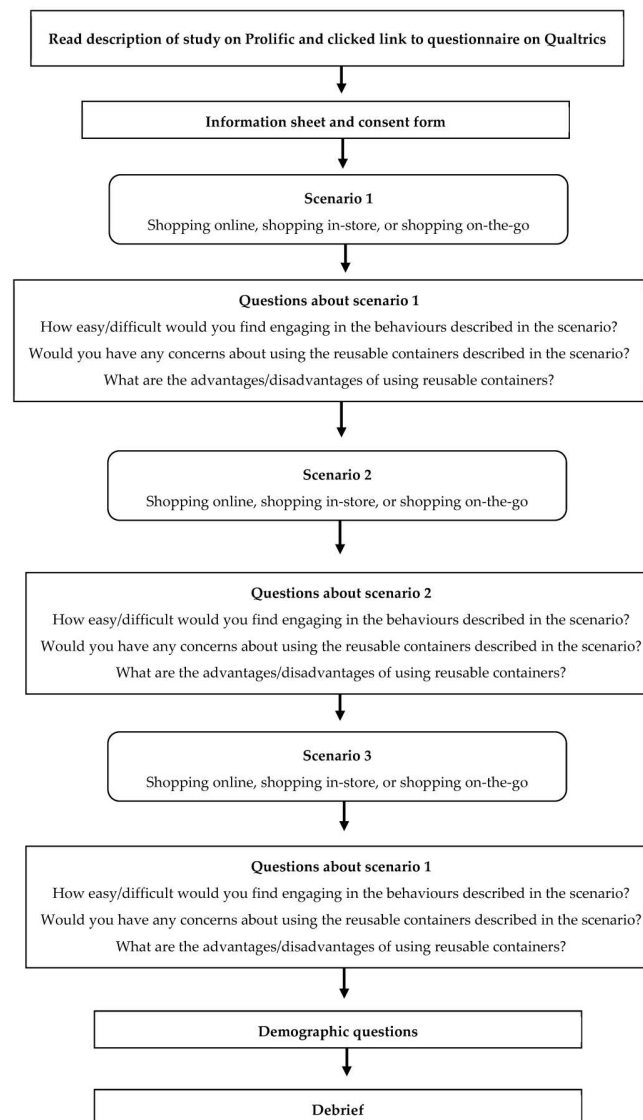 Read description of study on Prolific and clicked link to questionnaire on Qualtrics
Information sheet and consent form
Scenario 1
Shopping online, shopping in-store, or shopping on-the-go
Questions about scenario 1
How easy/difficult would you find engaging in the behaviours described in the scenario?
Would you have any concerns about using the reusable containers described in the scenario?
What are the advantages/disadvantages of using reusable containers?
Scenario 2
Shopping online, shopping in-store, or shopping on-the-go
Questions about scenario 2
How easy/difficult would you find engaging in the behaviours described in the scenario?
Would you have any concerns about using the reusable containers described in the scenario?
What are the advantages/disadvantages of using reusable containers?
Scenario 3
Shopping online, shopping in-store, or shopping on-the-go
Questions about scenario 1
How easy/difficult would you find engaging in the behaviours described in the scenario?
Would you have any concerns about using the reusable containers described in the scenario?
What are the advantages/disadvantages of using reusable containers?
Demographic questions
Debrief